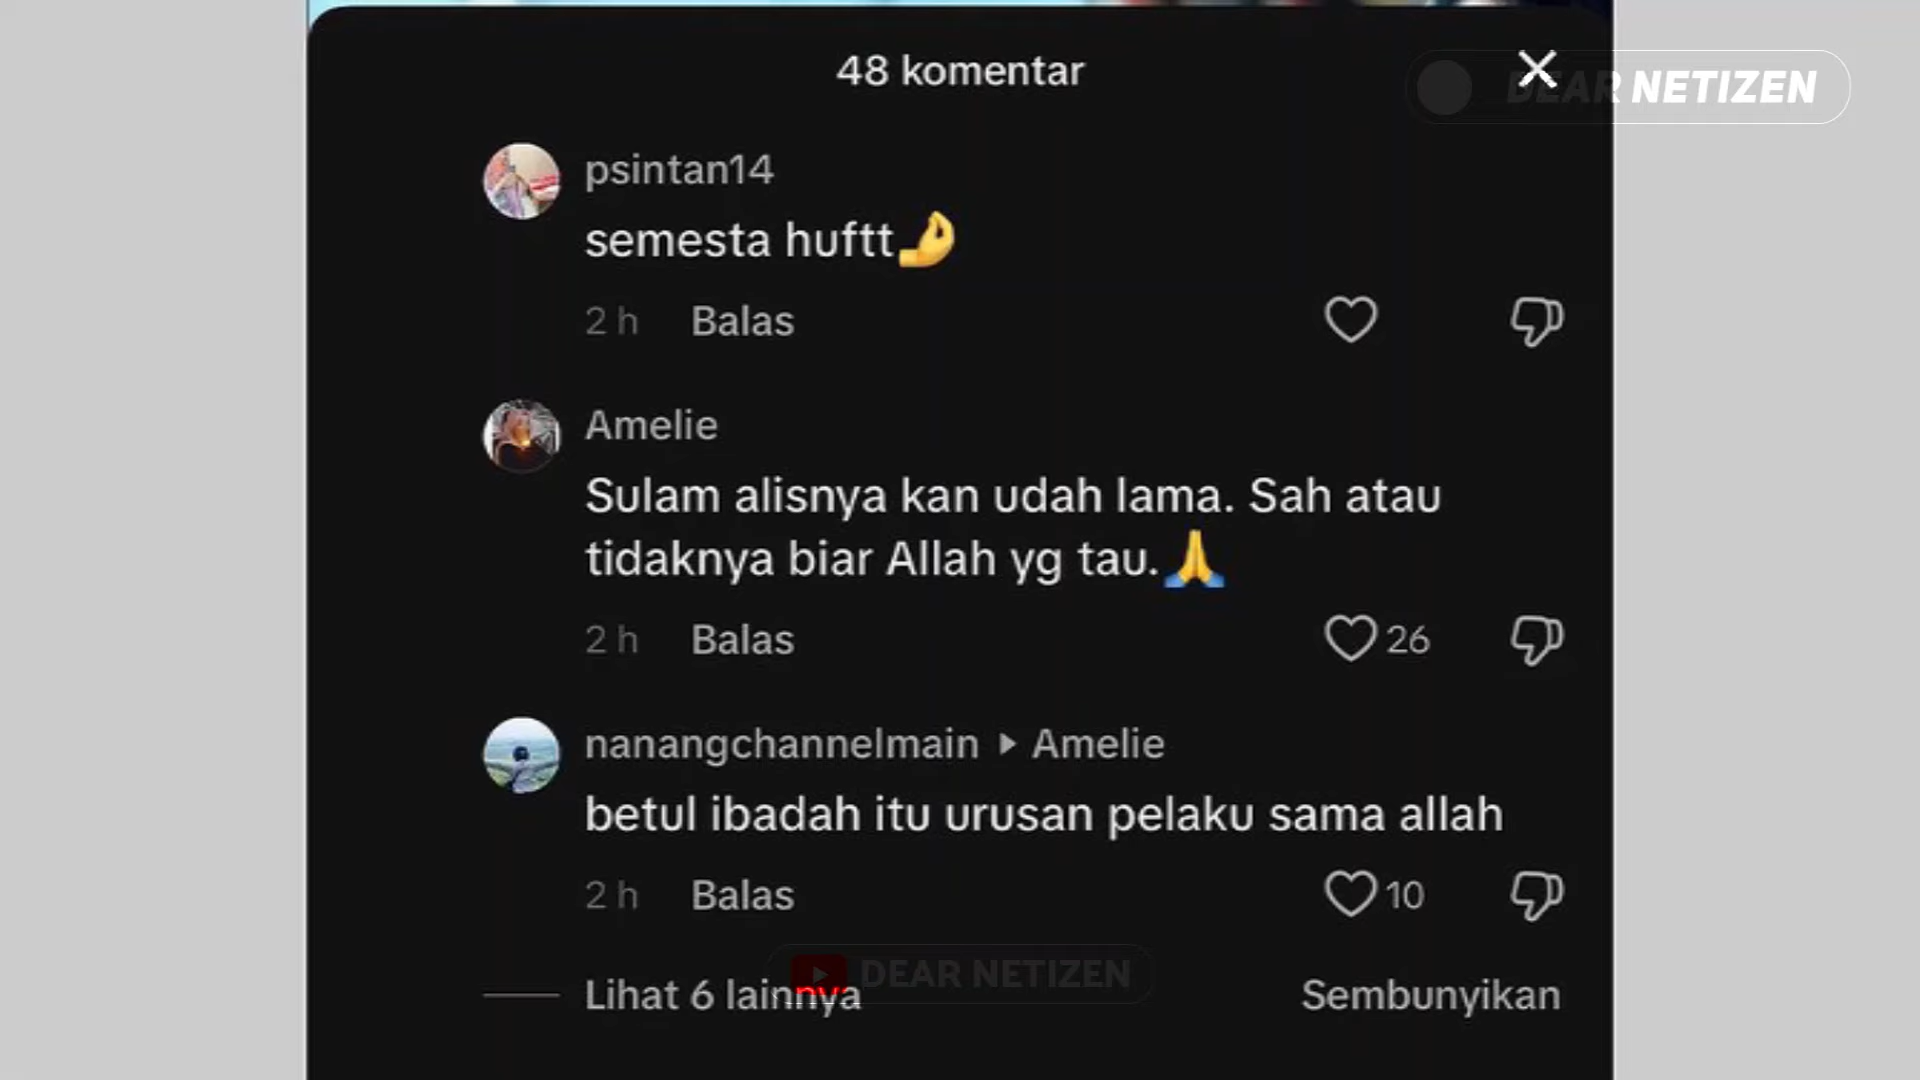 48 komentar
DEAR NETIZEN
psintan14
semesta huftt🤌
2 h Balas
Amelie
Sulam alisnya kan udah lama. Sah atau
tidaknya biar Allah yg tau.🙏
2 h Balas 26
nanangchannelmain ▸ Amelie
betul ibadah itu urusan pelaku sama allah
2 h Balas 10
DEAR NETIZEN
Lihat 6 lainnya Sembunyikan